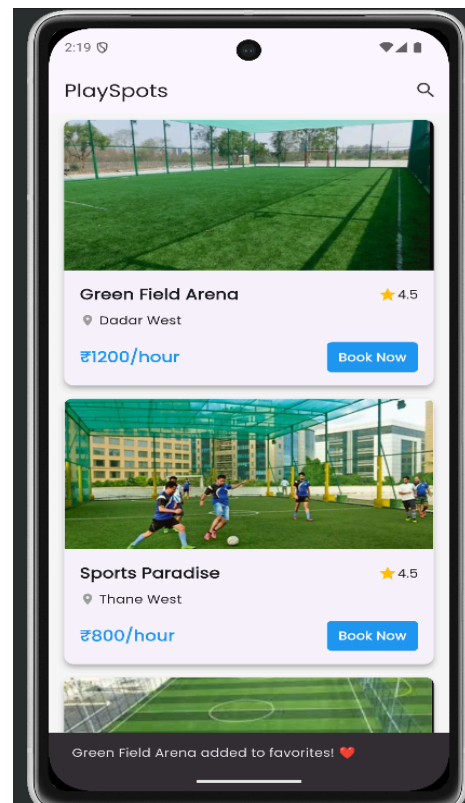 2:19
PlaySpots
Green Field Arena
4.5
Dadar West
₹1200/hour
Book Now
Sports Paradise
4.5
Thane West
₹800/hour
Book Now
Green Field Arena added to favorites! ❤️